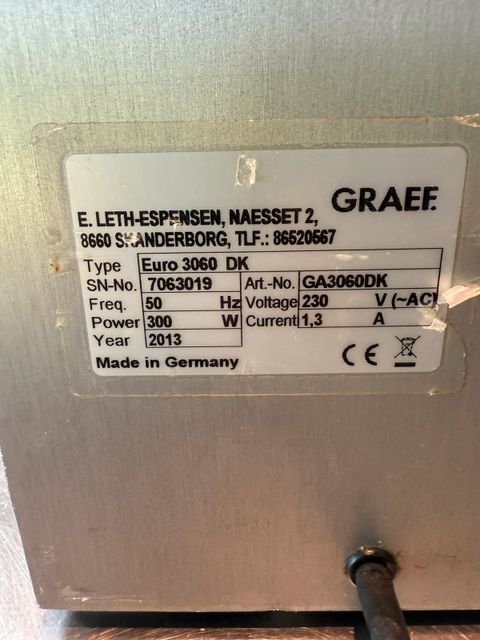 GRAEF.
E. LETH-ESPENSEN, NAESSET 2,
8660 SKANDERBORG, TLF.: 86520567
Type Euro 3060 DK
SN-No. 7063019 Art.-No. GA3060DK
Freq. 50 Hz Voltage 230 V (~AC)
Power 300 W Current 1,3 A
Year 2013
Made in Germany CE